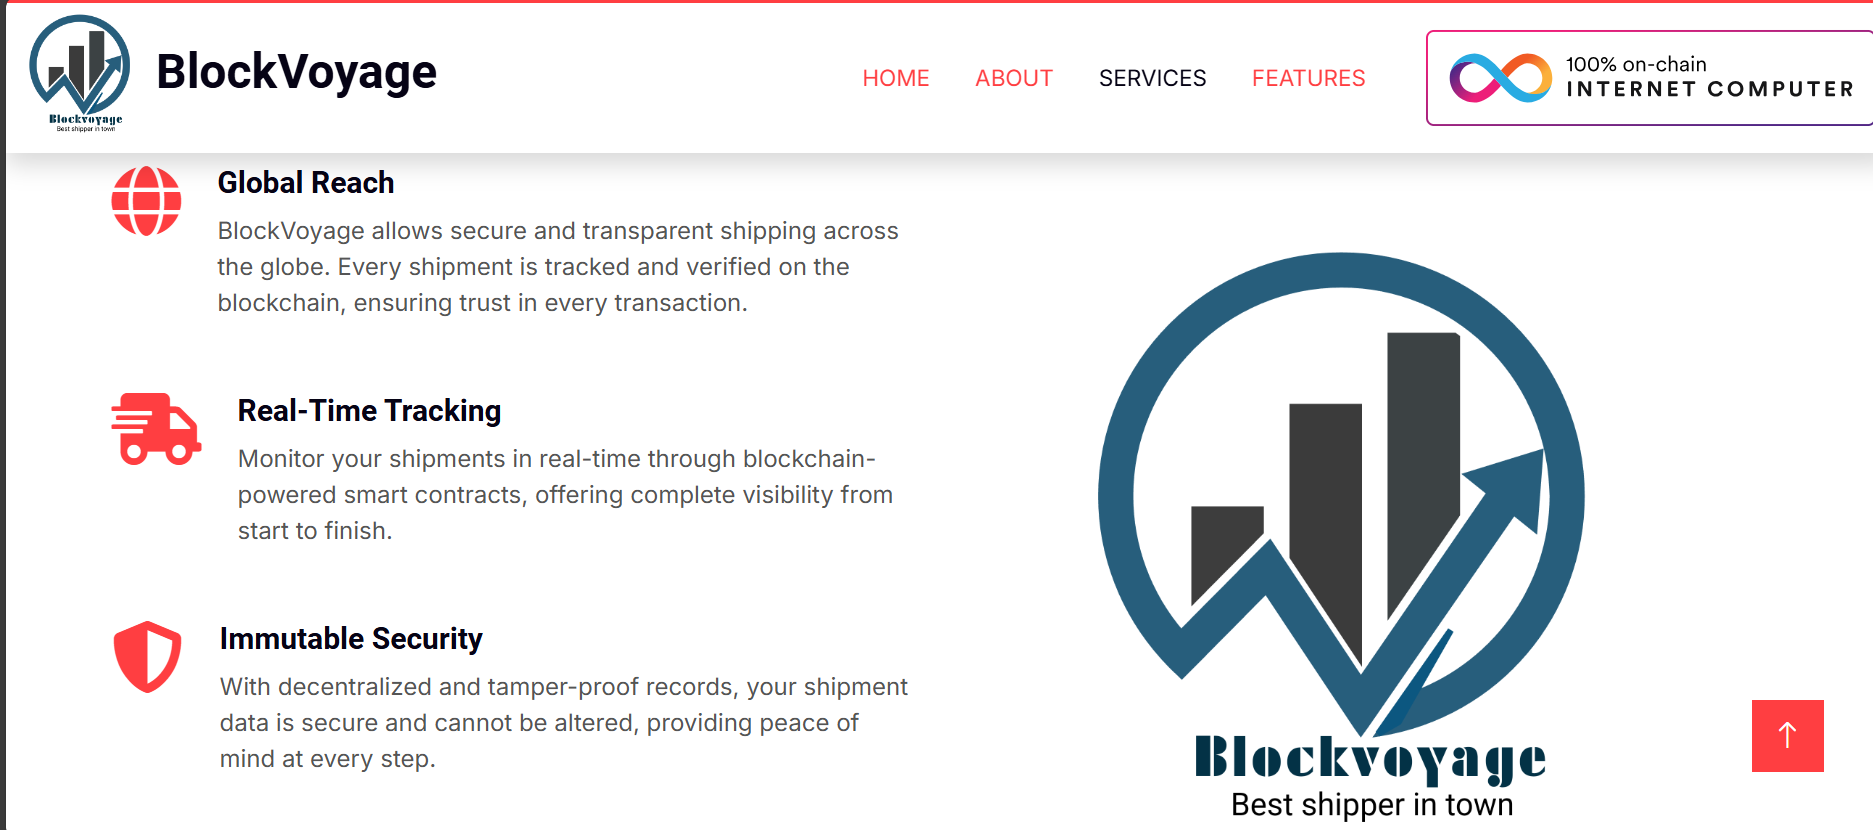 BlockVoyage
Blockvoyage
Best shipper in town
HOME ABOUT SERVICES FEATURES
100% on-chain
INTERNET COMPUTER
Global Reach
BlockVoyage allows secure and transparent shipping across
the globe. Every shipment is tracked and verified on the
blockchain, ensuring trust in every transaction.
Real-Time Tracking
Monitor your shipments in real-time through blockchain-
powered smart contracts, offering complete visibility from
start to finish.
Immutable Security
With decentralized and tamper-proof records, your shipment
data is secure and cannot be altered, providing peace of
mind at every step.
Blockvoyage
Best shipper in town